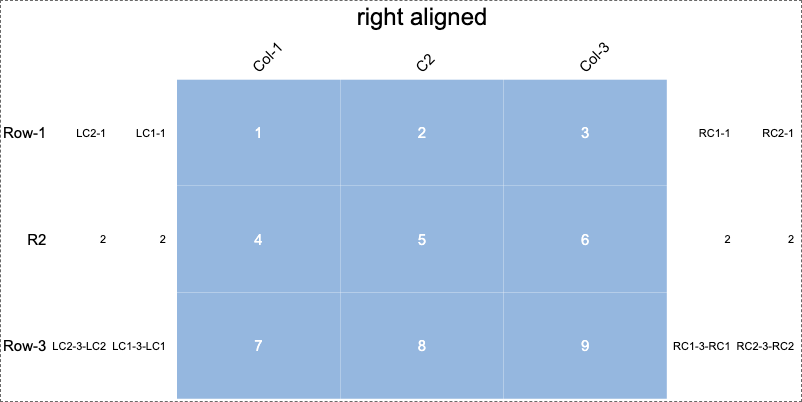 right aligned
Col-1 C2 Col-3
Row-1 LC2-1 LC1-1 1 2 3 RC1-1 RC2-1
R2 2 2 4 5 6 2 2
Row-3 LC2-3-LC2 LC1-3-LC1 7 8 9 RC1-3-RC1 RC2-3-RC2